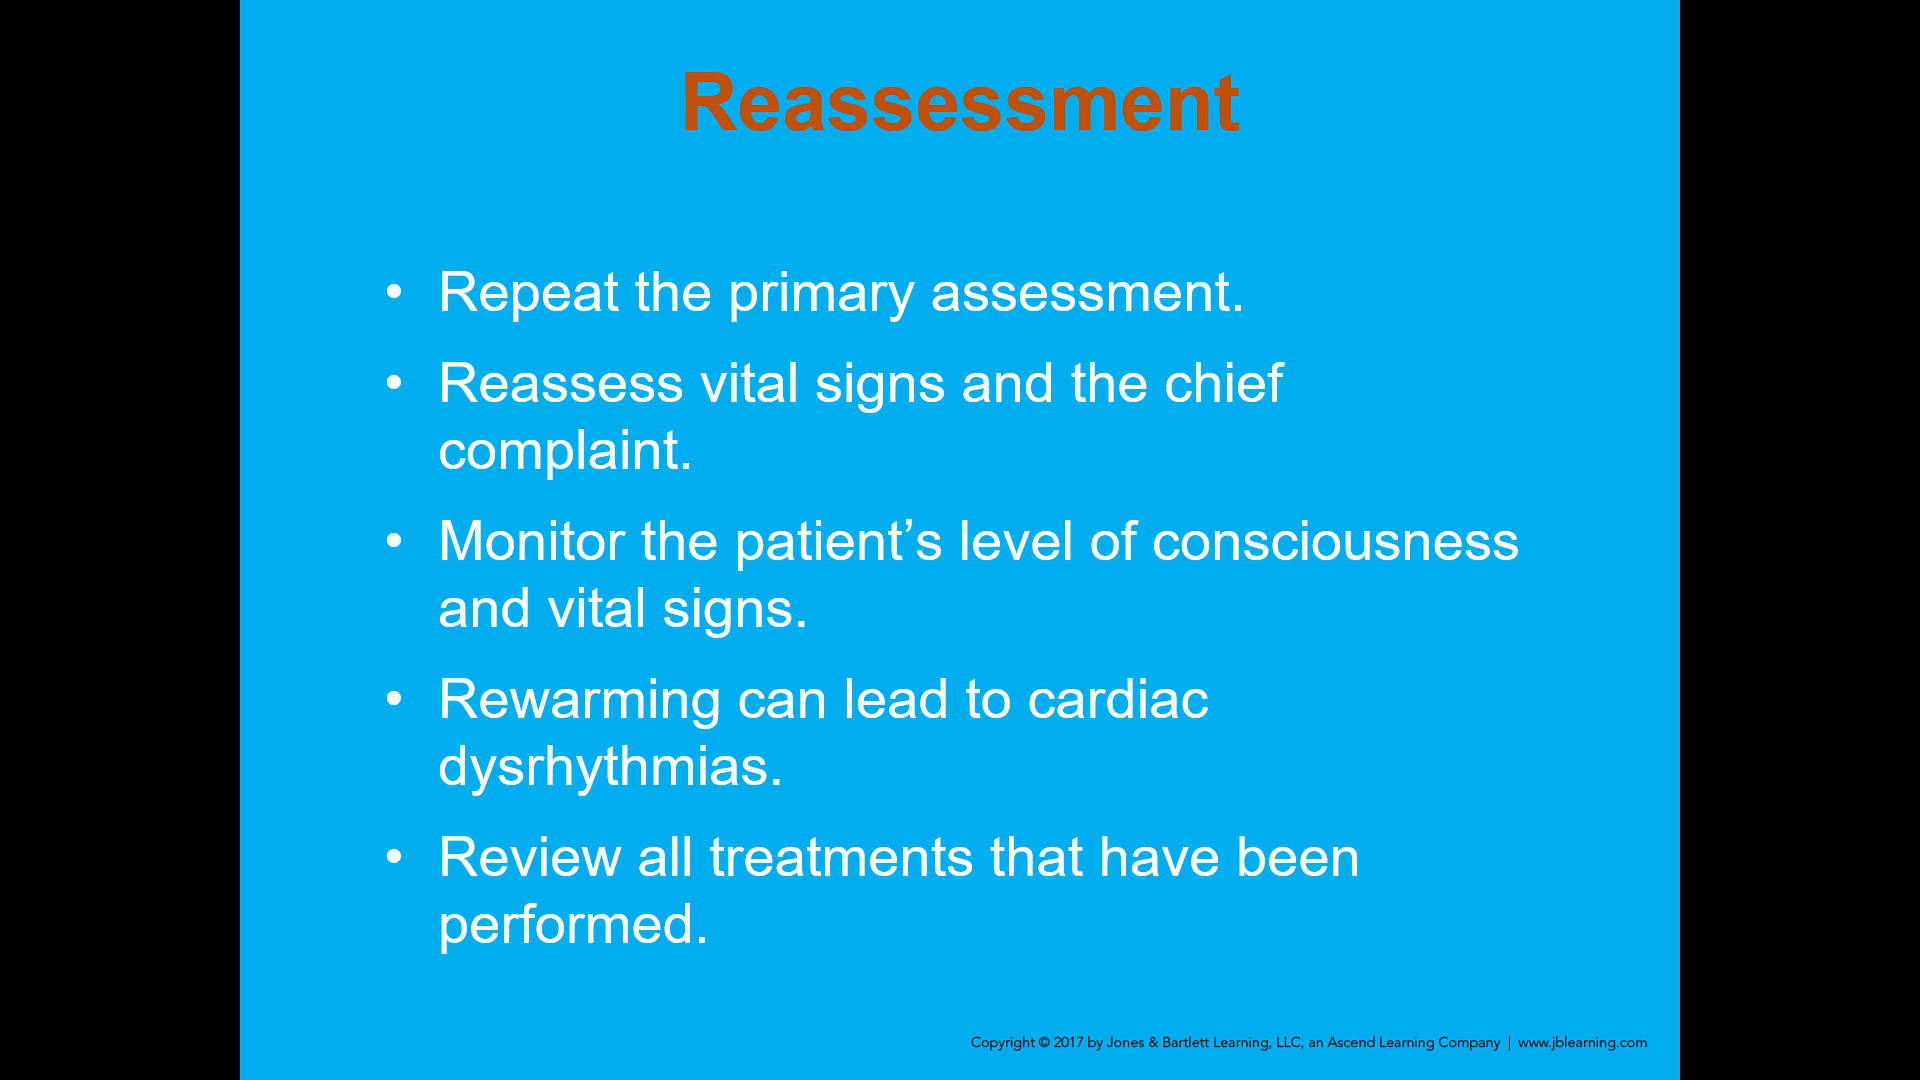 Reassessment
• Repeat the primary assessment.
• Reassess vital signs and the chief
complaint.
• Monitor the patient’s level of consciousness
and vital signs.
• Rewarming can lead to cardiac
dysrhythmias.
• Review all treatments that have been
performed.
Copyright © 2017 by Jones & Bartlett Learning, LLC, an Ascend Learning Company | www.jblearning.com